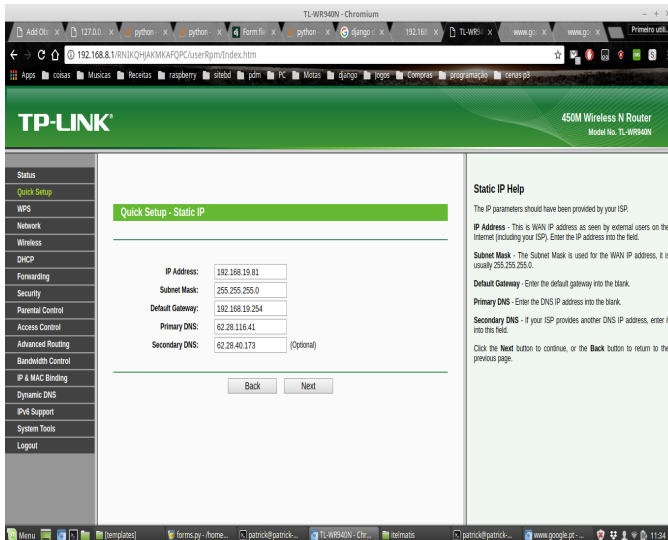 TL-WR940N - Chromium
Add Ob: x
127.0.0. x
python - x
python - x
Form fie x
django c x
192.168 x
TL-WR9 x
www.go x
www.go x
Primeiro utili..
192.168.8.1/RNIKQHJAKMKAFQPC/userRpm/Index.htm
Apps coisas Musicas Receitas raspberry sitebd pdm PC Motas django jogos Compras programação cenas p3
TP-LINK®
450M Wireless N Router
Model No. TL-WR940N
Status
Quick Setup
WPS
Network
Wireless
DHCP
Forwarding
Security
Parental Control
Access Control
Advanced Routing
Bandwidth Control
IP & MAC Binding
Dynamic DNS
IPv6 Support
System Tools
Logout
Quick Setup - Static IP
IP Address: 192.168.19.81
Subnet Mask: 255.255.255.0
Default Gateway: 192.168.19.254
Primary DNS: 62.28.116.41
Secondary DNS: 62.28.40.173 (Optional)
Back Next
Static IP Help
The IP parameters should have been provided by your ISP.
IP Address - This is WAN IP address as seen by external users on the
Internet (including your ISP). Enter the IP address into the field.
Subnet Mask - The Subnet Mask is used for the WAN IP address, it is
usually 255.255.255.0.
Default Gateway - Enter the default gateway into the blank.
Primary DNS - Enter the DNS IP address into the blank.
Secondary DNS - If your ISP provides another DNS IP address, enter i
into this field.
Click the Next button to continue, or the Back button to return to the
previous page.
Menu [templates] forms.py - /home... patrick@patrick-... TL-WR940N - Chr... itelmatis patrick@patrick-... www.google.pt - ... 11:34